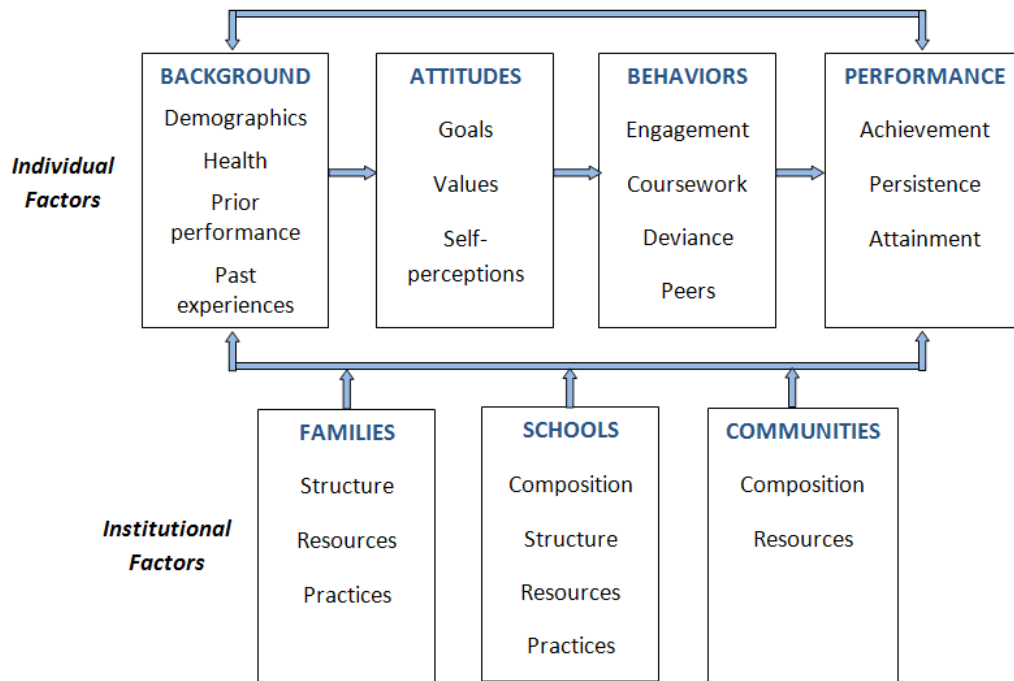 BACKGROUND
Demographics
Health
Prior
performance
Past
experiences
ATTITUDES
Goals
Values
Self-
perceptions
BEHAVIORS
Engagement
Coursework
Deviance
Peers
PERFORMANCE
Achievement
Persistence
Attainment
Individual
Factors
FAMILIES
Structure
Resources
Practices
SCHOOLS
Composition
Structure
Resources
Practices
COMMUNITIES
Composition
Resources
Institutional
Factors